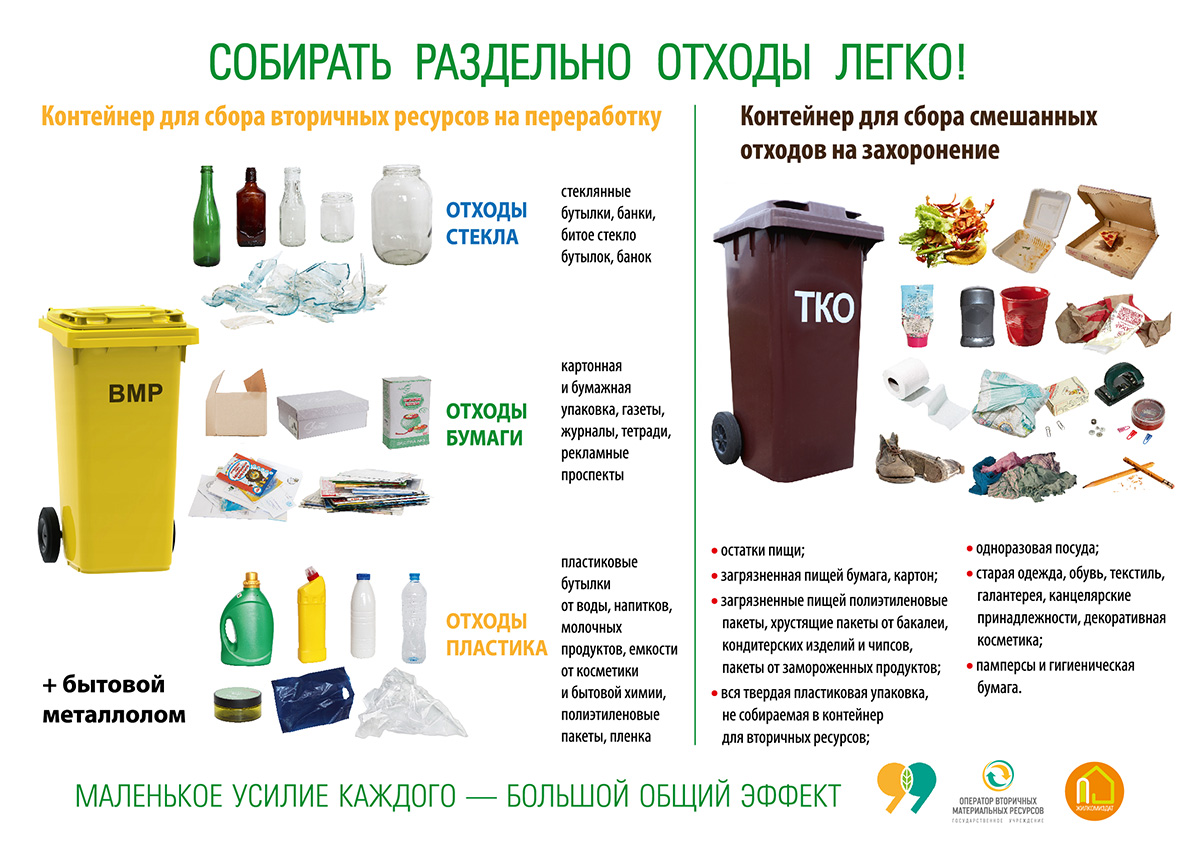 СОБИРАТЬ РАЗДЕЛЬНО ОТХОДЫ ЛЕГКО!
Контейнер для сбора вторичных ресурсов на переработку
ВМР
ОТХОДЫ
СТЕКЛА
стеклянные
бутылки, банки,
битое стекло
бутылок, банок
ОТХОДЫ
БУМАГИ
картонная
и бумажная
упаковка, газеты,
журналы, тетради,
рекламные
проспекты
ОТХОДЫ
ПЛАСТИКА
пластиковые
бутылки
от воды, напитков,
молочных
продуктов, емкости
от косметики
и бытовой химии,
полиэтиленовые
пакеты, пленка
+ бытовой
металлолом
Контейнер для сбора смешанных
отходов на захоронение
ТКО
• остатки пищи;
• загрязненная пищей бумага, картон;
• загрязненные пищей полиэтиленовые
пакеты, хрустящие пакеты от бакалеи,
кондитерских изделий и чипсов,
пакеты от замороженных продуктов;
• вся твердая пластиковая упаковка,
не собираемая в контейнер
для вторичных ресурсов;
• одноразовая посуда;
• старая одежда, обувь, текстиль,
галантерея, канцелярские
принадлежности, декоративная
косметика;
• памперсы и гигиеническая
бумага.
МАЛЕНЬКОЕ УСИЛИЕ КАЖДОГО — БОЛЬШОЙ ОБЩИЙ ЭФФЕКТ
99
ОПЕРАТОР ВТОРИЧНЫХ
МАТЕРИАЛЬНЫХ РЕСУРСОВ
ГОСУДАРСТВЕННОЕ УЧРЕЖДЕНИЕ
ЖИЛКОМИЗДАТ